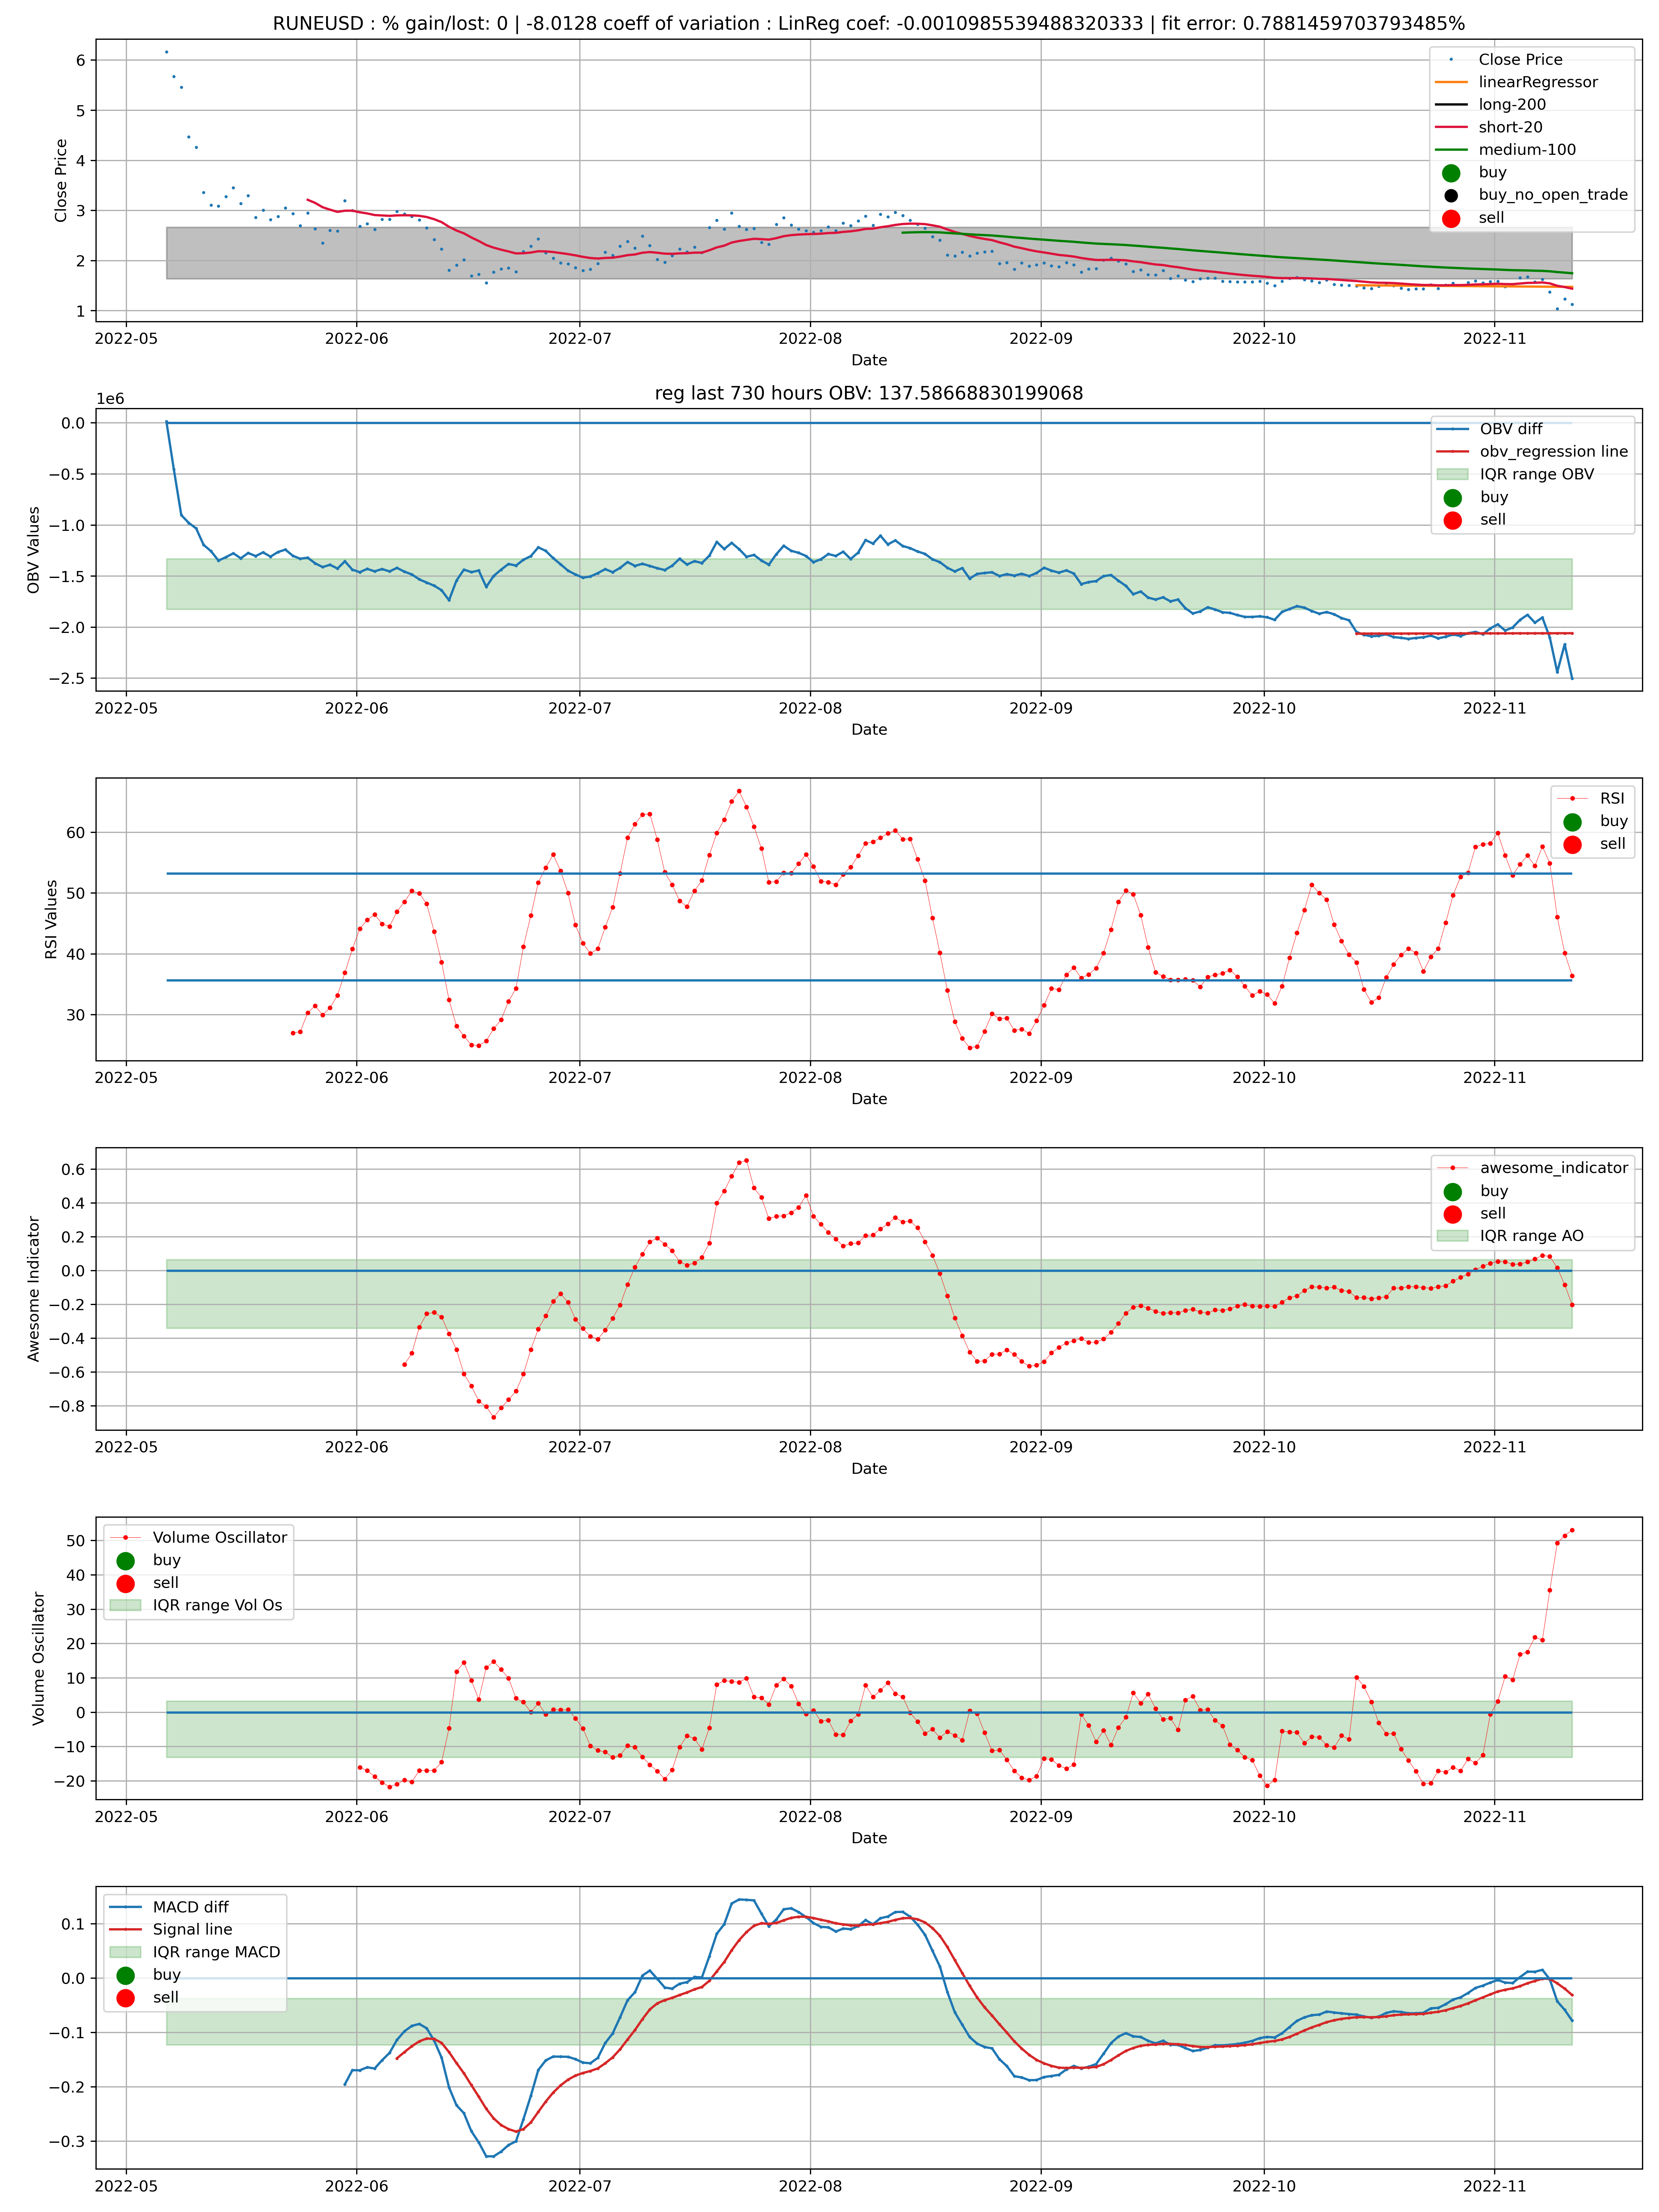 RUNEUSD : % gain/lost: 0 | -8.0128 coeff of variation : LinReg coef: -0.0010985539488320333 | fit error: 0.7881459703793485%
Close Price
6
5
4
3
2
1
Close Price
linearRegressor
long-200
short-20
medium-100
buy
buy_no_open_trade
sell
2022-05 2022-06 2022-07 2022-08 2022-09 2022-10 2022-11
Date
reg last 730 hours OBV: 137.58668830199068
1e6
OBV Values
0.0
−0.5
−1.0
−1.5
−2.0
−2.5
OBV diff
obv_regression line
IQR range OBV
buy
sell
2022-05 2022-06 2022-07 2022-08 2022-09 2022-10 2022-11
Date
RSI Values
60
50
40
30
RSI
buy
sell
2022-05 2022-06 2022-07 2022-08 2022-09 2022-10 2022-11
Date
Awesome Indicator
0.6
0.4
0.2
0.0
−0.2
−0.4
−0.6
−0.8
awesome_indicator
buy
sell
IQR range AO
2022-05 2022-06 2022-07 2022-08 2022-09 2022-10 2022-11
Date
Volume Oscillator
50
40
30
20
10
0
−10
−20
Volume Oscillator
buy
sell
IQR range Vol Os
2022-05 2022-06 2022-07 2022-08 2022-09 2022-10 2022-11
Date
0.1
0.0
−0.1
−0.2
−0.3
MACD diff
Signal line
IQR range MACD
buy
sell
2022-05 2022-06 2022-07 2022-08 2022-09 2022-10 2022-11